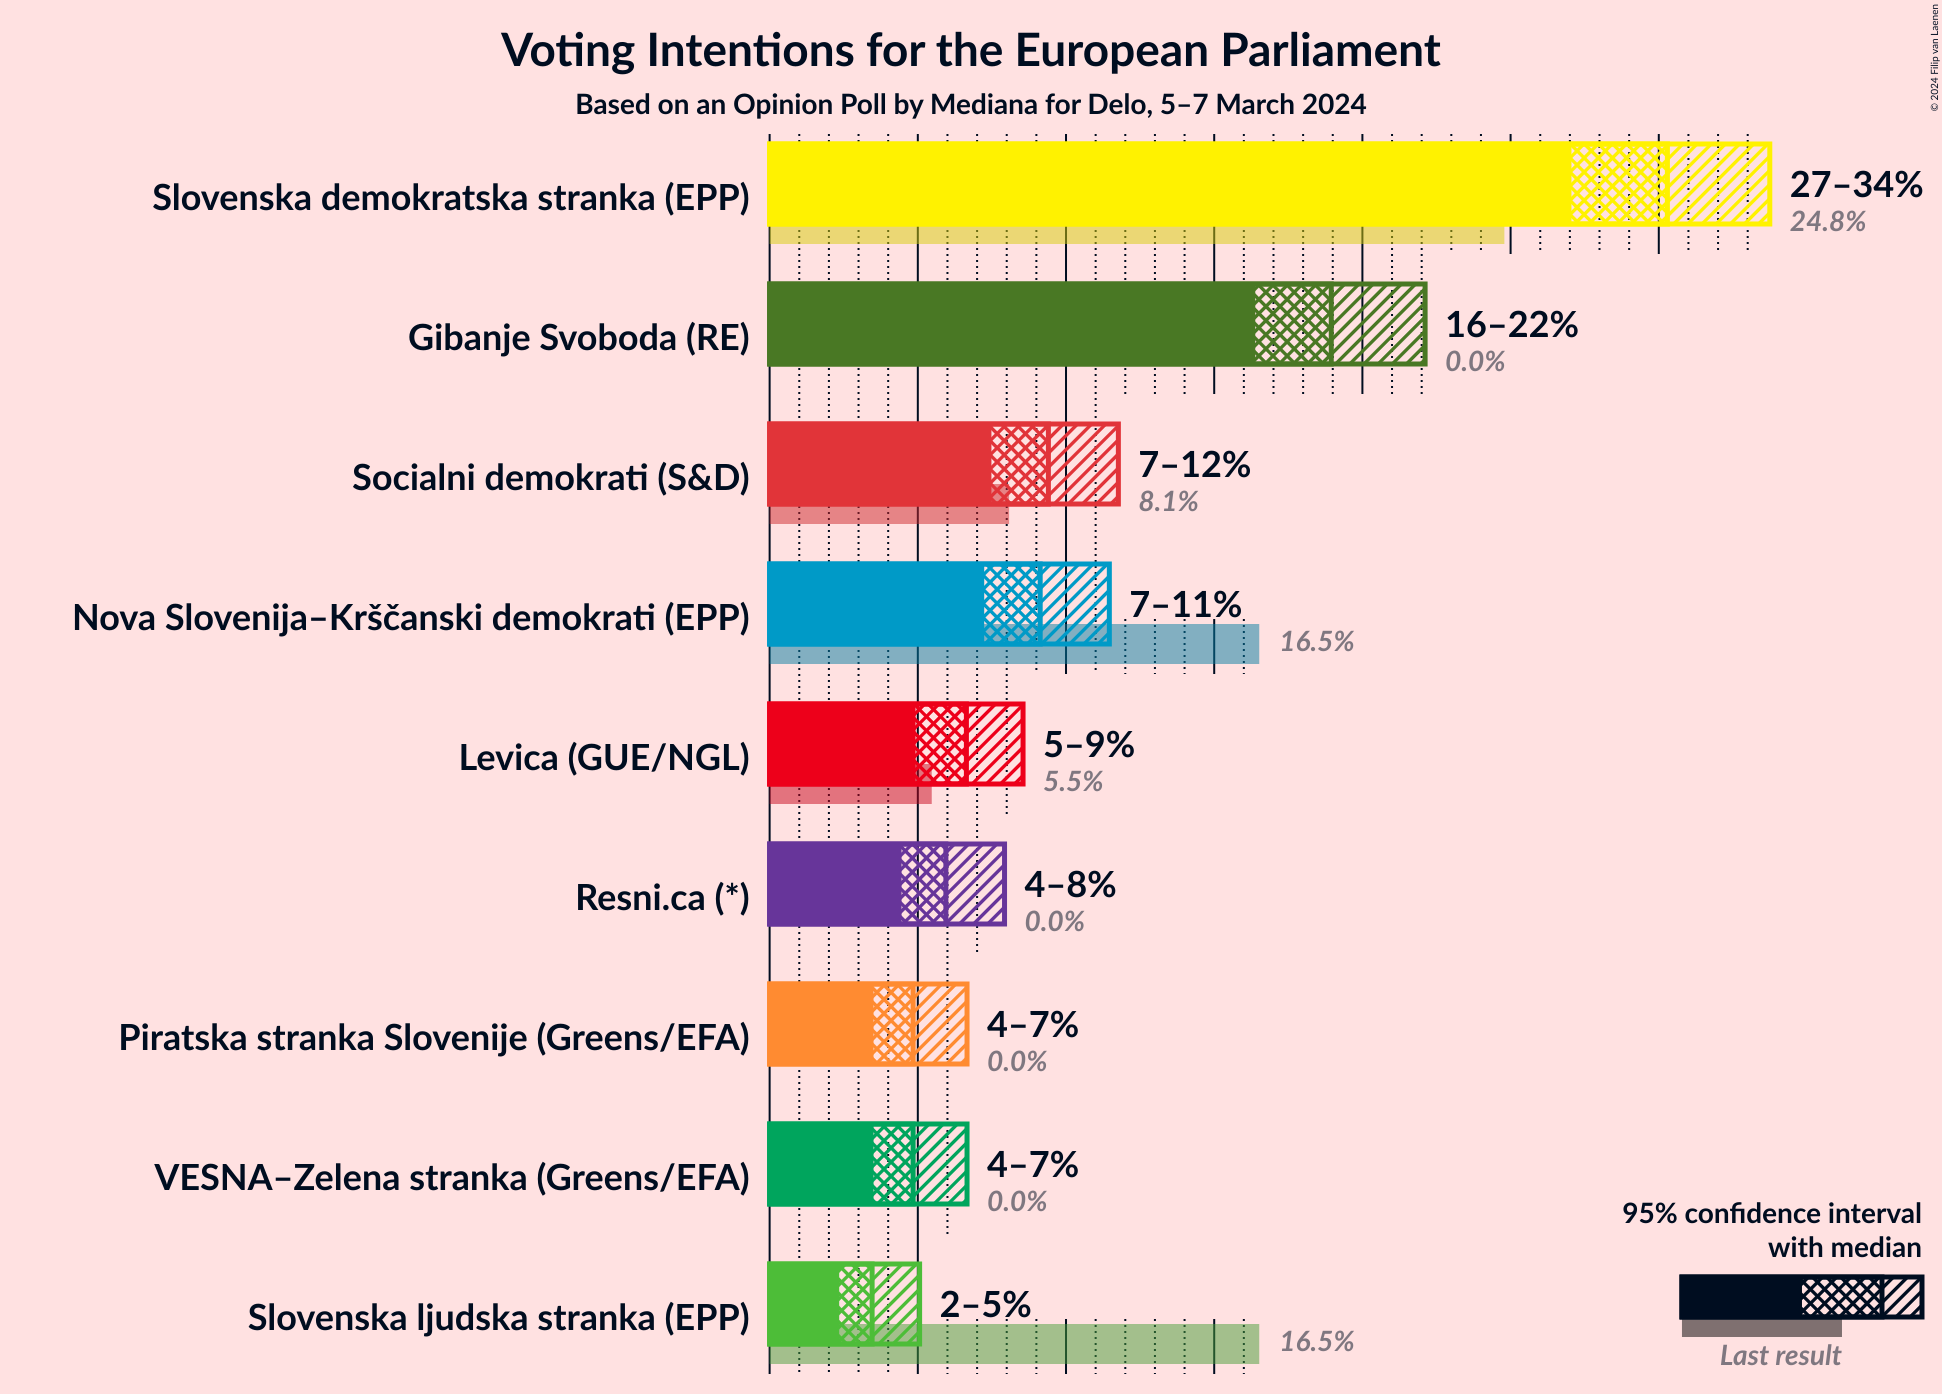 Voting Intentions for the European Parliament
Based on an Opinion Poll by Mediana for Delo, 5–7 March 2024
© 2024 Filip van Laenen
Slovenska demokratska stranka (EPP)
27–34%
24.8%
Gibanje Svoboda (RE)
16–22%
0.0%
Socialni demokrati (S&D)
7–12%
8.1%
Nova Slovenija–Krščanski demokrati (EPP)
7–11%
16.5%
Levica (GUE/NGL)
5–9%
5.5%
Resni.ca (*)
4–8%
0.0%
Piratska stranka Slovenije (Greens/EFA)
4–7%
0.0%
VESNA–Zelena stranka (Greens/EFA)
4–7%
0.0%
Slovenska ljudska stranka (EPP)
2–5%
16.5%
95% confidence interval
with median
Last result